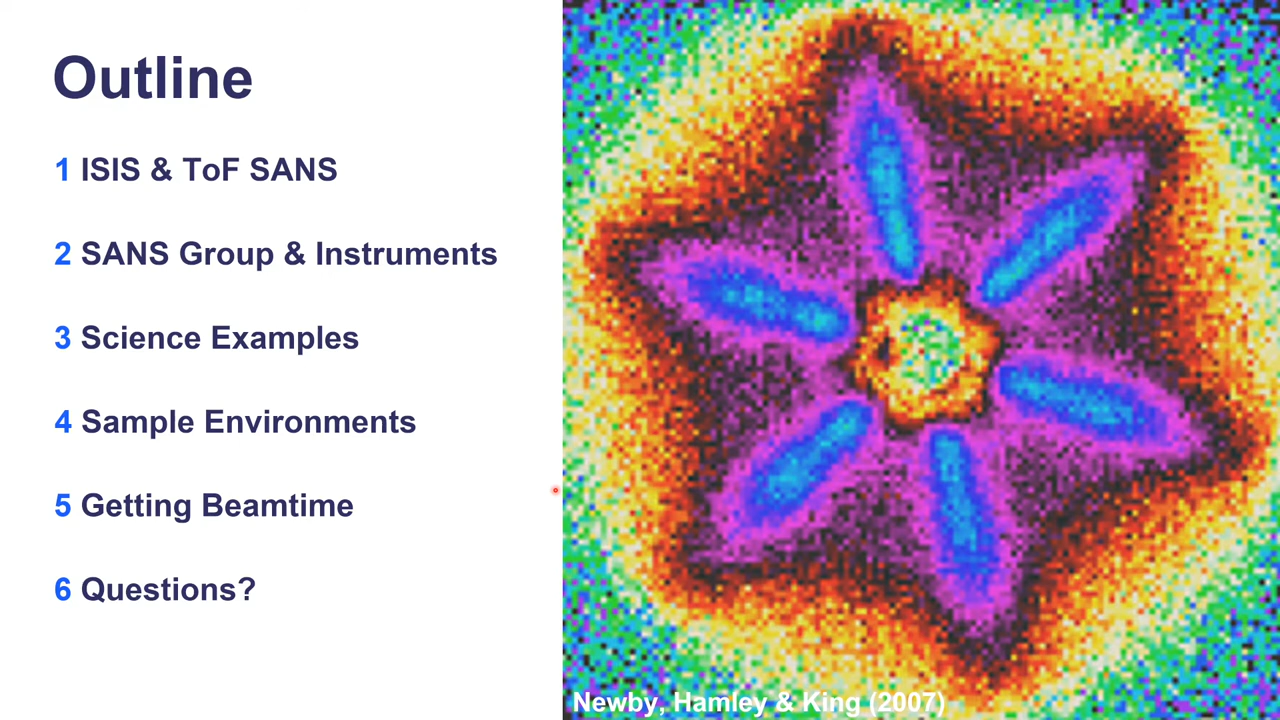 Outline
1 ISIS & ToF SANS
2 SANS Group & Instruments
3 Science Examples
4 Sample Environments
5 Getting Beamtime
6 Questions?
Newby, Hamley & King (2007)